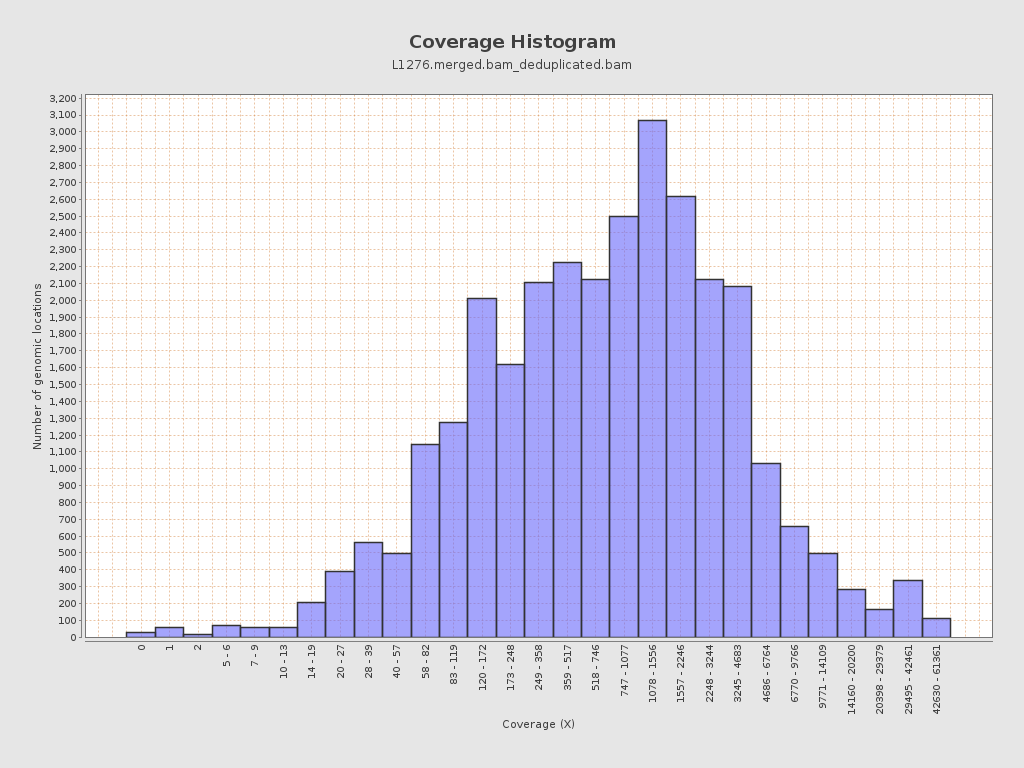 Coverage Histogram
L1276.merged.bam_deduplicated.bam
Number of genomic locations
3,200
3,100
3,000
2,900
2,800
2,700
2,600
2,500
2,400
2,300
2,200
2,100
2,000
1,900
1,800
1,700
1,600
1,500
1,400
1,300
1,200
1,100
1,000
900
800
700
600
500
400
300
200
100
0
0
1
2
5 - 6
7 - 9
10 - 13
14 - 19
20 - 27
28 - 39
40 - 57
58 - 82
83 - 119
120 - 172
173 - 248
249 - 358
359 - 517
518 - 746
747 - 1077
1078 - 1556
1557 - 2246
2248 - 3244
3245 - 4683
4686 - 6764
6770 - 9766
9771 - 14109
14160 - 20200
20398 - 29379
29495 - 42461
42630 - 61361
Coverage (X)